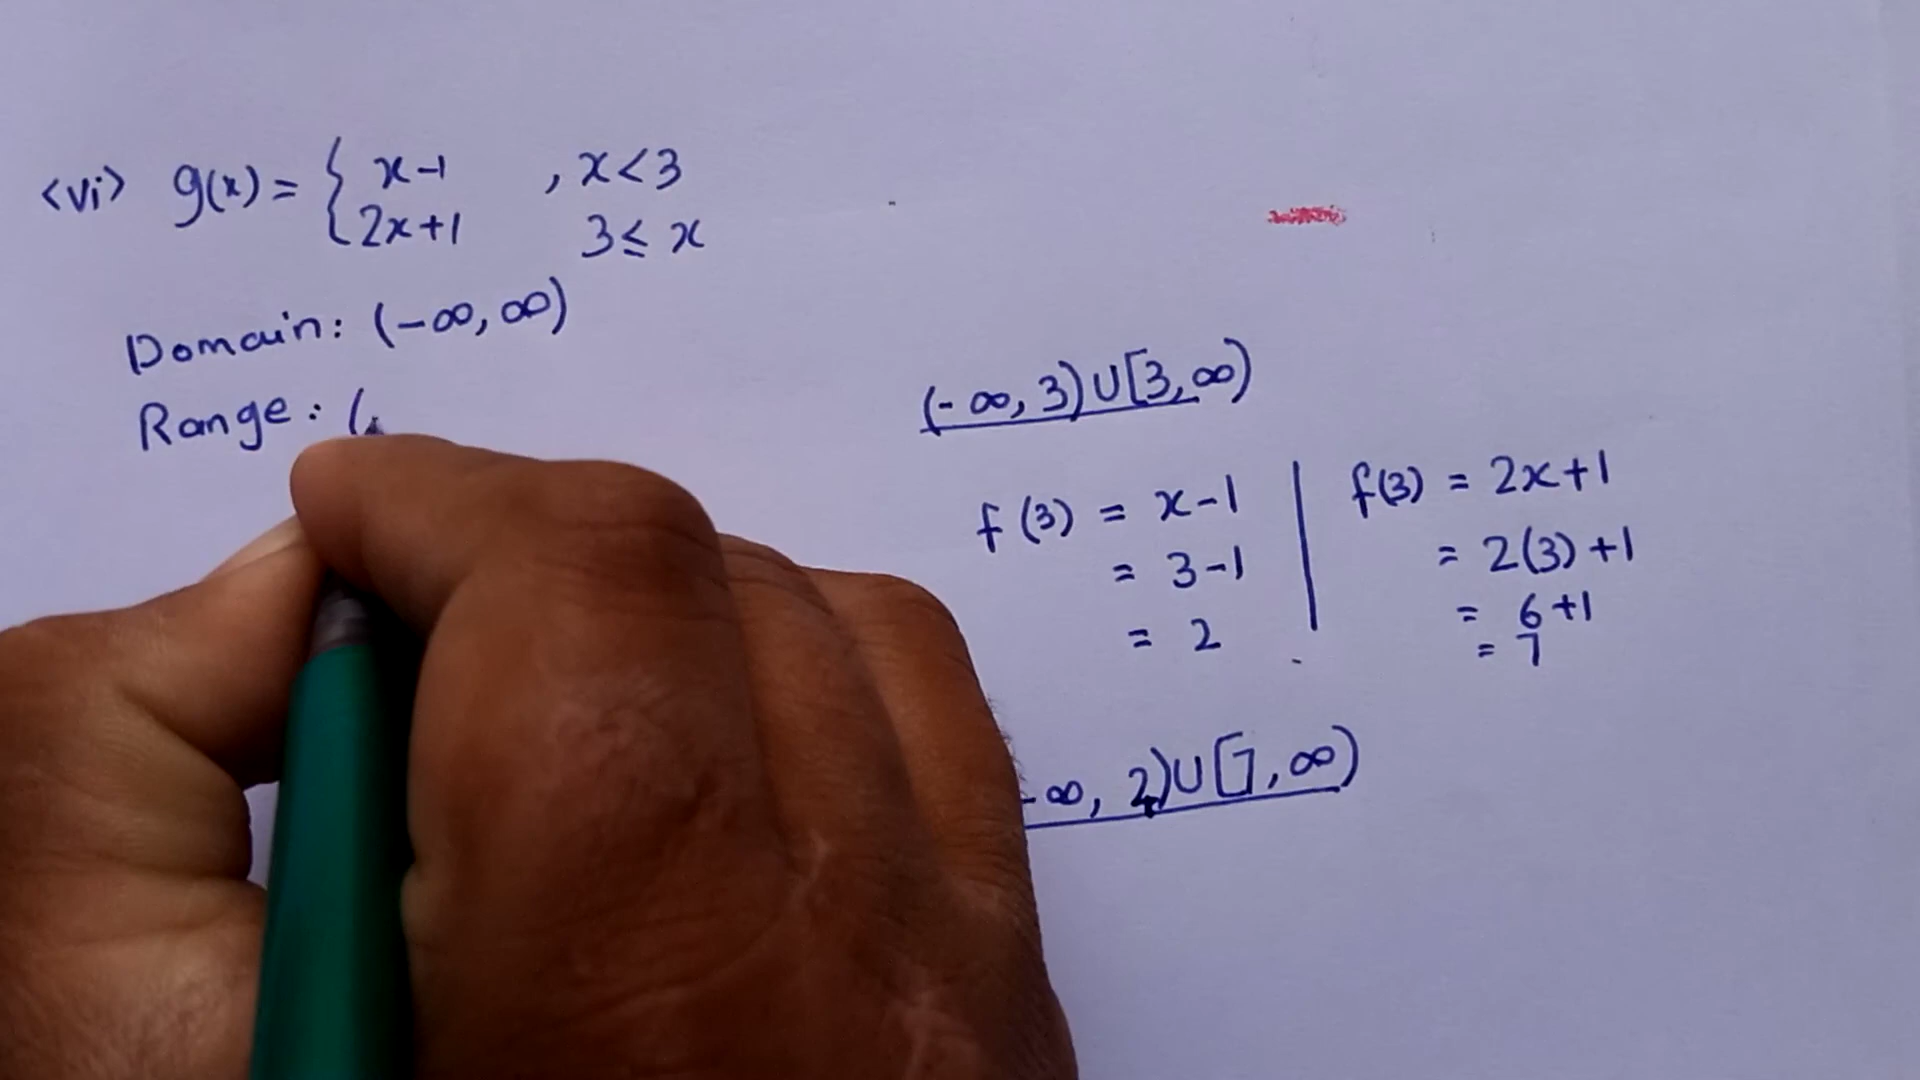 <vi> g(x) = { x-1 , x<3
2x+1 3≤ x
Domain: (-∞, ∞)
Range: (
(-∞, 3)∪[3, ∞)
f(3) = x-1
= 3-1
= 2
f(3) = 2x+1
= 2(3)+1
= 6+1
= 7
-∞, 2)∪[7, ∞)